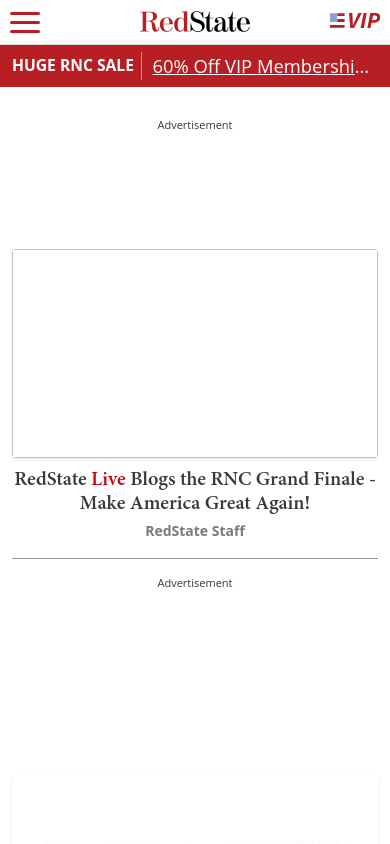 RedState
VIP
HUGE RNC SALE
60% Off VIP Membershi...
Advertisement
RedState Live Blogs the RNC Grand Finale -
Make America Great Again!
RedState Staff
Advertisement